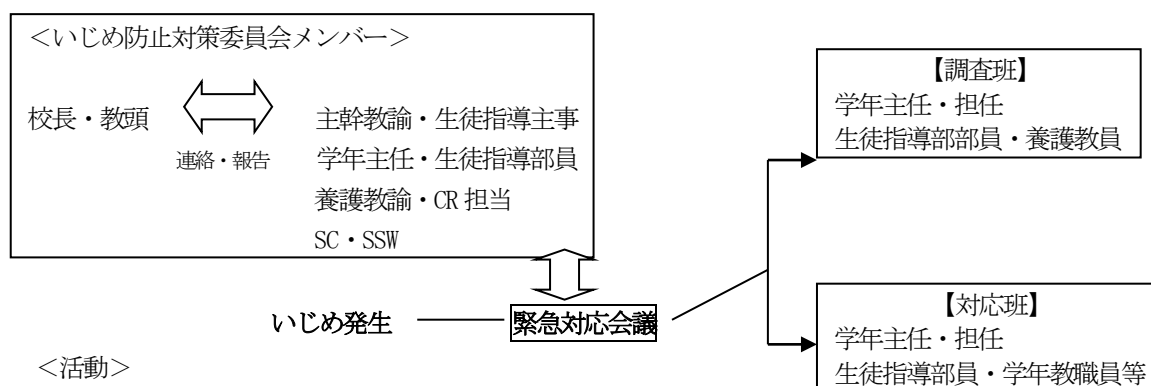 ＜いじめ防止対策委員会メンバー＞
校長・教頭
連絡・報告
主幹教諭・生徒指導主事
学年主任・生徒指導部員
養護教諭・CR 担当
SC・SSW
いじめ発生
緊急対応会議
【調査班】
学年主任・担任
生徒指導部部員・養護教員
【対応班】
学年主任・担任
生徒指導部員・学年教職員等
＜活動＞